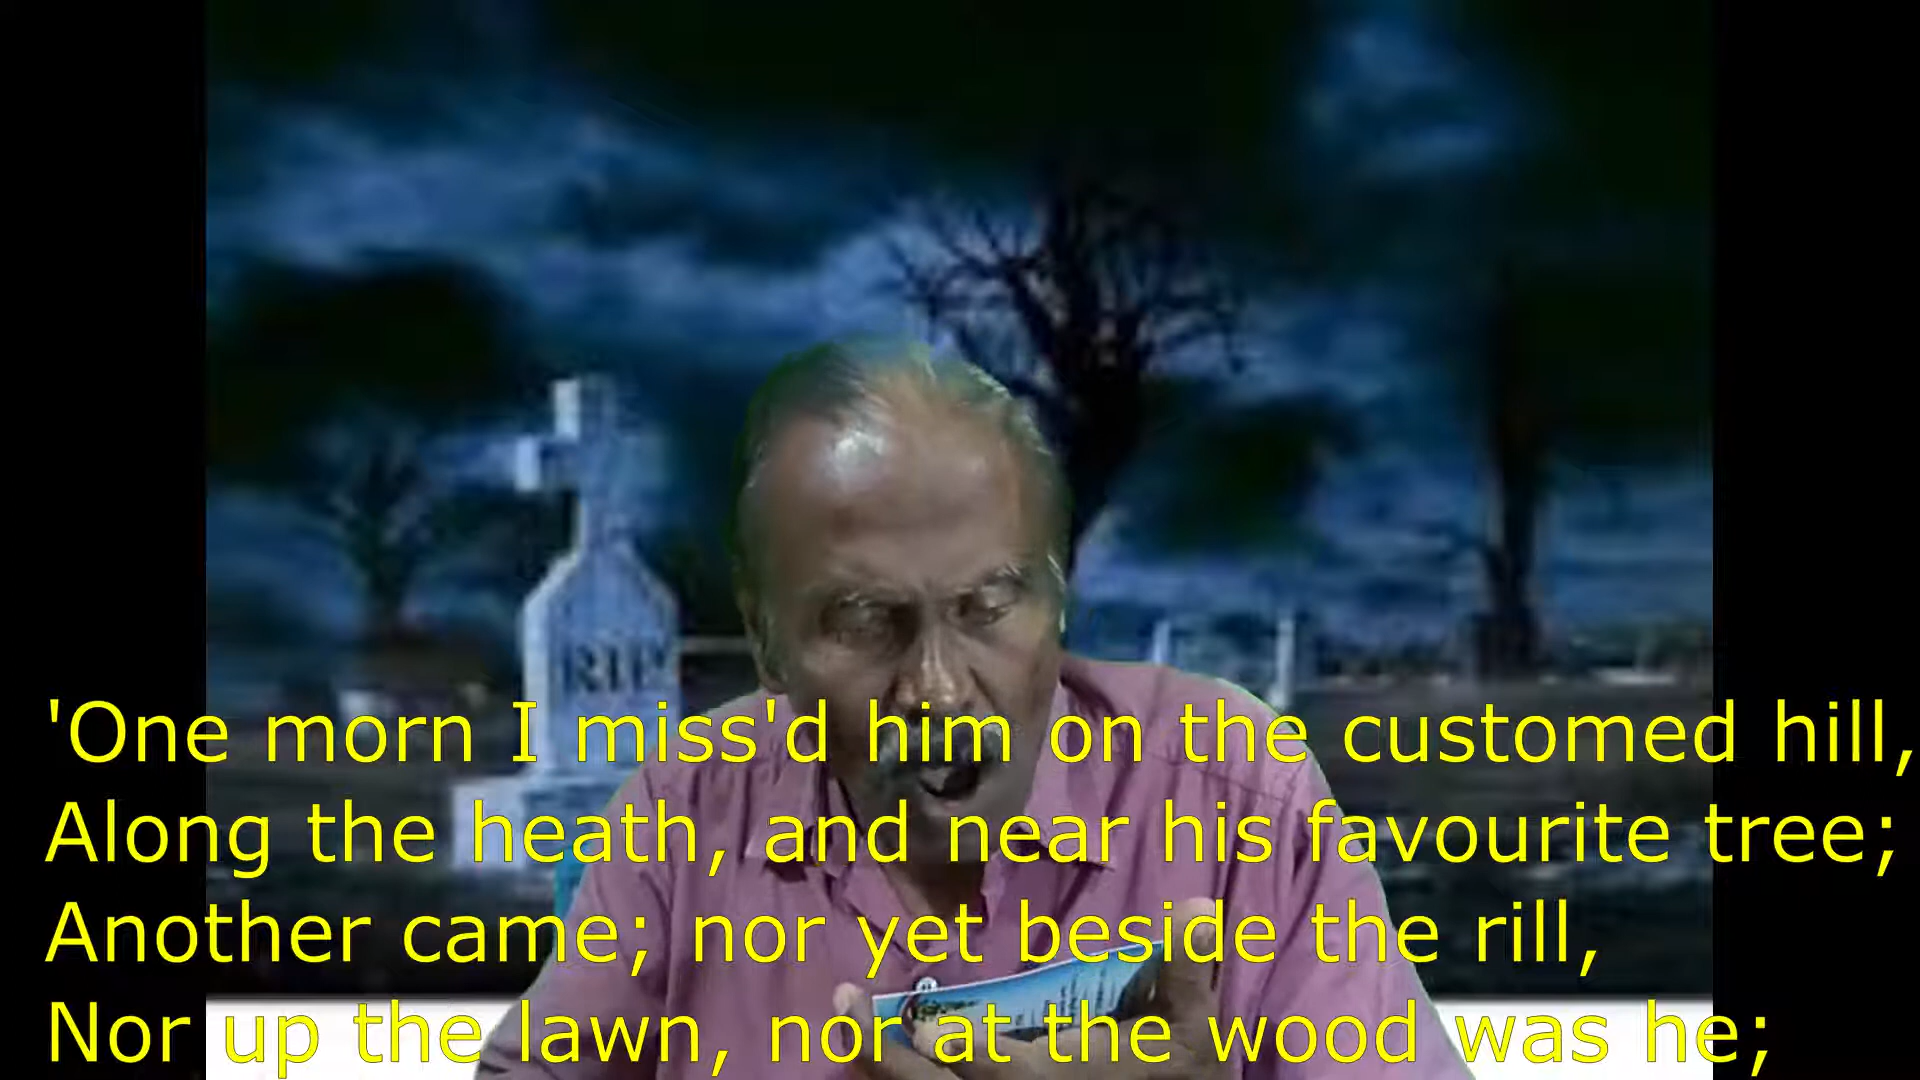 RIP
'One morn I miss'd him on the customed hill,
Along the heath, and near his favourite tree;
Another came; nor yet beside the rill,
Nor up the lawn, nor at the wood was he;